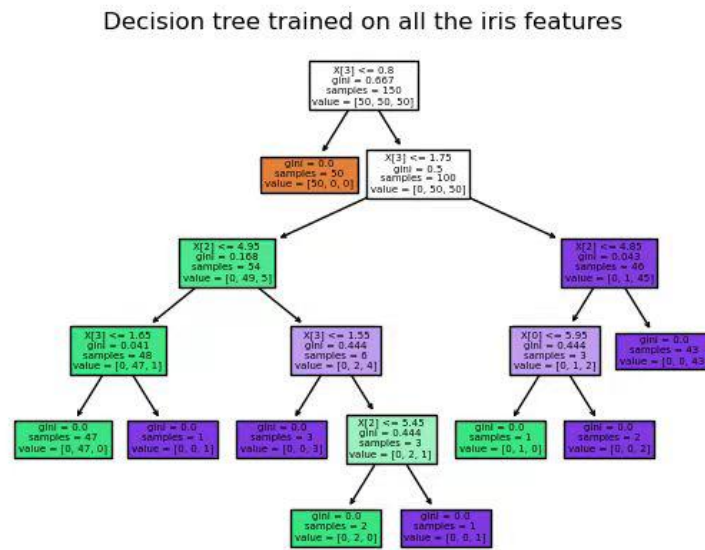 Decision tree trained on all the iris features
X[3] <= 0.8
gini = 0.667
samples = 150
value = [50, 50, 50]
gini = 0.0
samples = 50
value = [50, 0, 0]
X[3] <= 1.75
gini = 0.5
samples = 100
value = [0, 50, 50]
X[2] <= 4.95
gini = 0.168
samples = 54
value = [0, 49, 5]
X[2] <= 4.85
gini = 0.043
samples = 46
value = [0, 1, 45]
X[3] <= 1.65
gini = 0.041
samples = 48
value = [0, 47, 1]
X[3] <= 1.55
gini = 0.444
samples = 6
value = [0, 2, 4]
X[0] <= 5.95
gini = 0.444
samples = 3
value = [0, 1, 2]
gini = 0.0
samples = 43
value = [0, 0, 43]
gini = 0.0
samples = 47
value = [0, 47, 0]
gini = 0.0
samples = 1
value = [0, 0, 1]
gini = 0.0
samples = 3
value = [0, 0, 3]
X[2] <= 5.45
gini = 0.444
samples = 3
value = [0, 2, 1]
gini = 0.0
samples = 1
value = [0, 1, 0]
gini = 0.0
samples = 2
value = [0, 0, 2]
gini = 0.0
samples = 2
value = [0, 2, 0]
gini = 0.0
samples = 1
value = [0, 0, 1]